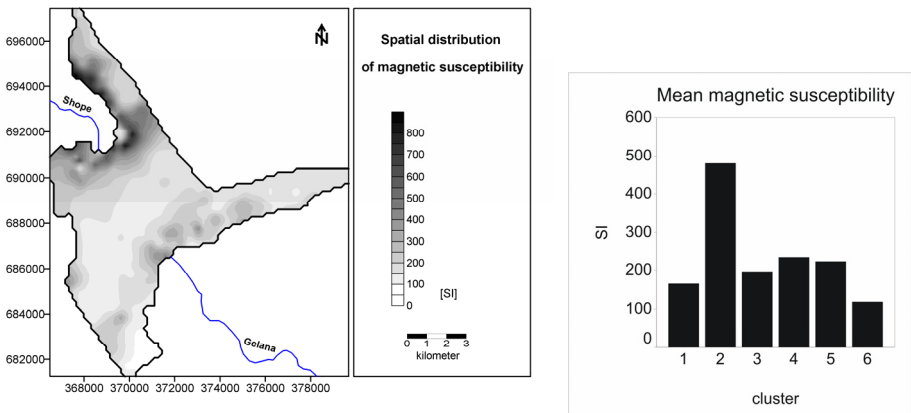 696000
694000
692000
690000
688000
686000
684000
682000
368000 370000 372000 374000 376000 378000
N
Shope
Gelana
Spatial distribution
of magnetic susceptibility
800
700
600
500
400
300
200
100
0
[SI]
0 1 2 3
kilometer
Mean magnetic susceptibility
600
500
400
300
200
100
0
SI
1 2 3 4 5 6
cluster